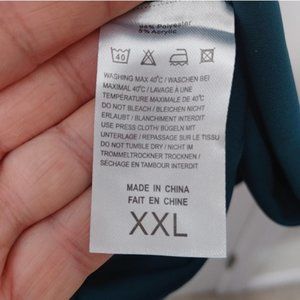 Polyester
5% Acrylic
40
WASHING MAX 40°C / WASCHEN BEI
MAXIMAL 40°C / LAVAGE À UNE
TEMPÉRATURE MAXIMALE DE 40°C
DO NOT BLEACH / BLEICHEN NICHT
ERLAUBT / BLANCHIMENT INTERDIT
USE PRESS CLOTH/ BÜGELN MIT
UNTERLAGE / REPASSAGE SUR LE TISSU
DO NOT TUMBLE DRY / NICHT IM
TROMMELTROCKNER TROCKNEN /
SÉCHAGE EN TAMBOUR INTERDIT
MADE IN CHINA
FAIT EN CHINE
XXL